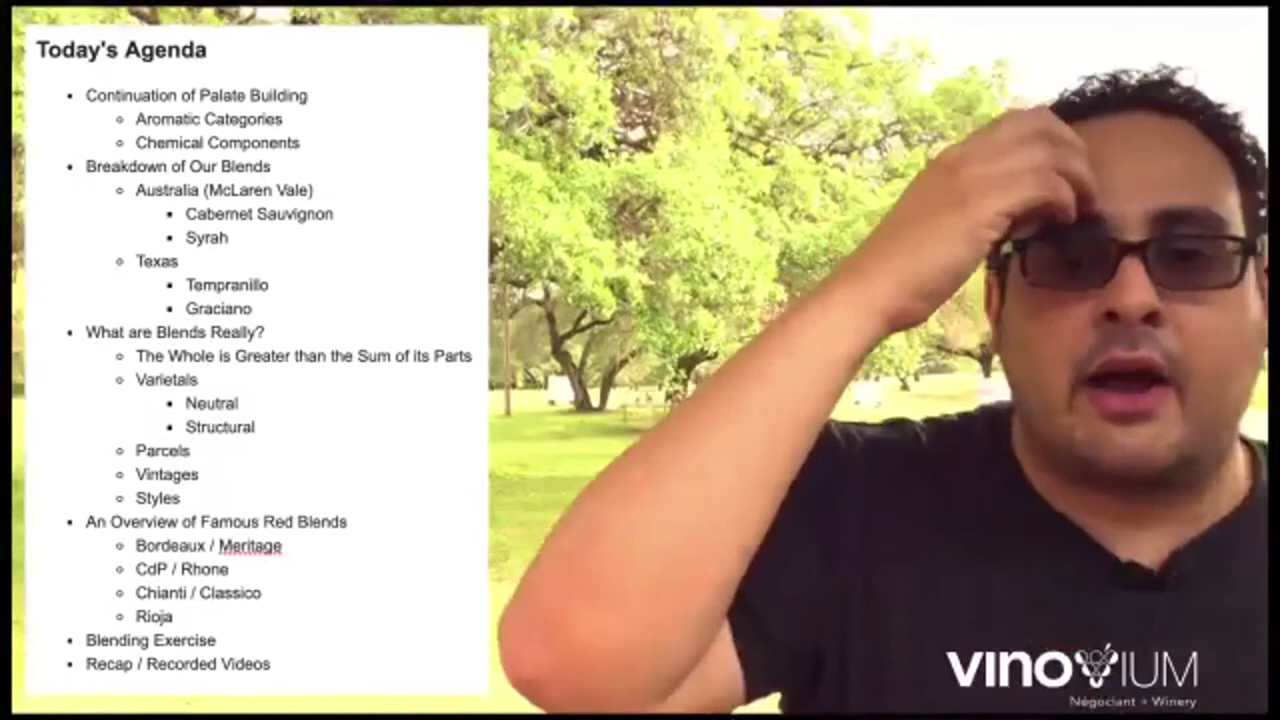 Today's Agenda
Continuation of Palate Building
Aromatic Categories
Chemical Components
Breakdown of Our Blends
Australia (McLaren Vale)
Cabernet Sauvignon
Syrah
Texas
Tempranillo
Graciano
What are Blends Really?
The Whole is Greater than the Sum of its Parts
Varietals
Neutral
Structural
Parcels
Vintages
Styles
An Overview of Famous Red Blends
Bordeaux / Meritage
CdP / Rhone
Chianti / Classico
Rioja
Blending Exercise
Recap / Recorded Videos
vinoVIUM
Négociant + Winery